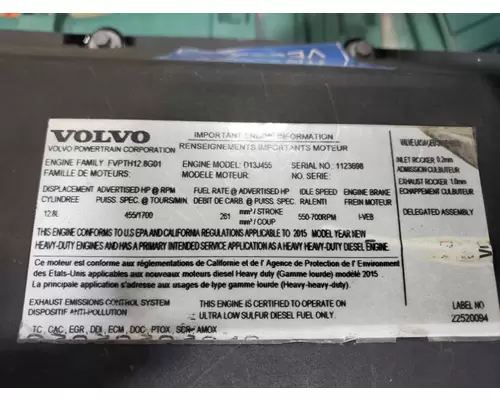 VOLVO
VOLVO POWERTRAIN CORPORATION
IMPORTANT ENGINE INFORMATION
RENSEIGNEMENTS IMPORTANTS MOTEUR
ENGINE FAMILY: FVPTH12.8G01
FAMILLE DE MOTEURS:
ENGINE MODEL: D13J455
MOTEUR:
SERIAL NO.: 1123698
NO. SERIE:
INLET ROCKER 0.2mm
ADMISSION CULBUTEUR
EXHAUST ROCKER 1.0mm
ECHAPPEMENT CULBUTEUR
DELEGATED ASSEMBLY
DISPLACEMENT ADVERTISED HP @ RPM FUEL RATE @ ADVERTISED HP IDLE SPEED ENGINE BRAKE
CYLINDREE PUISS SPEC. @ TOURS/MIN. DEBIT DE CARB. @ PUISS SPEC. RALENTI FREIN MOTEUR
12.8L 455/1700 261 mm³ / STROKE 550-700RPM I-VEB
mm³ / COUP
THIS ENGINE CONFORMS TO U.S EPA AND CALIFORNIA REGULATIONS APPLICABLE TO 2015 MODEL YEAR NEW
HEAVY-DUTY ENGINES AND HAS A PRIMARY INTENDED SERVICE APPLICATION AS A HEAVY HEAVY-DUTY DIESEL ENGINE.
Ce moteur est conforme aux réglementations de Californie et de l' Agence de Protection de l' Environnement
des Etats-Unis applicables aux nouveaux moteurs diesel Heavy Duty (Gamme lourde) modèle 2015
La principale application s'adresse aux usages de type gamme lourde (Heavy-heavy-duty).
EXHAUST EMISSIONS CONTROL SYSTEM
DISPOSITIF ANTI-POLLUTION
THIS ENGINE IS CERTIFIED TO OPERATE ON
ULTRA LOW SULFUR DIESEL FUEL ONLY.
LABEL NO
22520094
TC, CAC, EGR, DDI, ECM, DOC, PTOX, SCR, AMOX